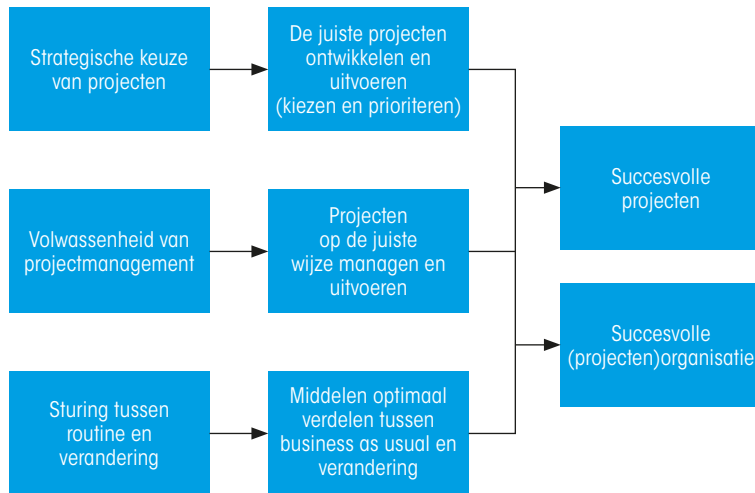 Strategische keuze
van projecten
De juiste projecten
ontwikkelen en
uitvoeren
(kiezen en prioriteren)
Volwassenheid van
projectmanagement
Projecten
op de juiste
wijze managen en
uitvoeren
Sturing tussen
routine en
verandering
Middelen optimaal
verdelen tussen
business as usual en
verandering
Succesvolle
projecten
Succesvolle
(projecten)organisatie